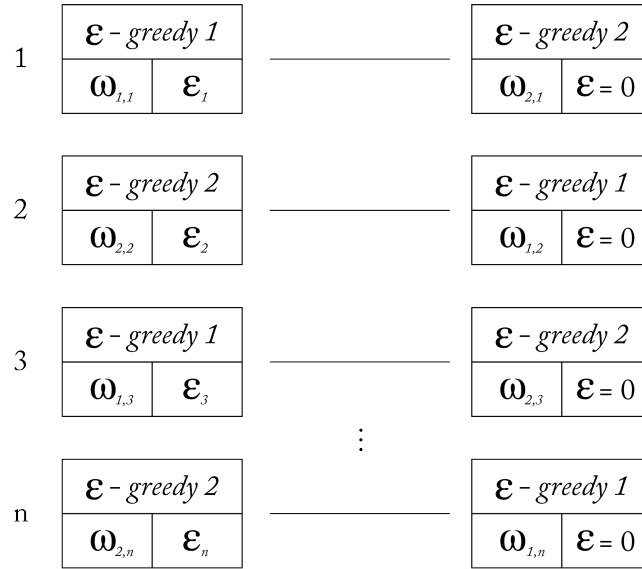 ε – greedy 1 ε – greedy 2
1
ω1,1 ε1 ω2,1 ε = 0
ε – greedy 2 ε – greedy 1
2
ω2,2 ε2 ω1,2 ε = 0
ε – greedy 1 ε – greedy 2
3
ω1,3 ε3 ω2,3 ε = 0
⋮
ε – greedy 2 ε – greedy 1
n
ω2,n εn ω1,n ε = 0